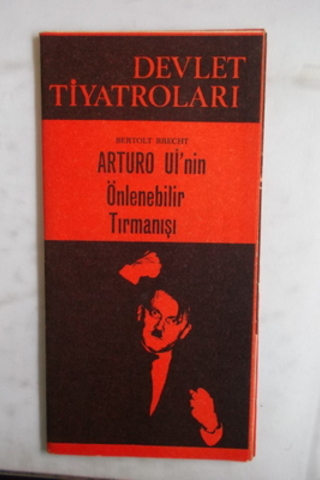 DEVLET
TİYATROLARI
BERTOLT BRECHT
ARTURO Uİ'nin
Önlenebilir
Tırmanışı